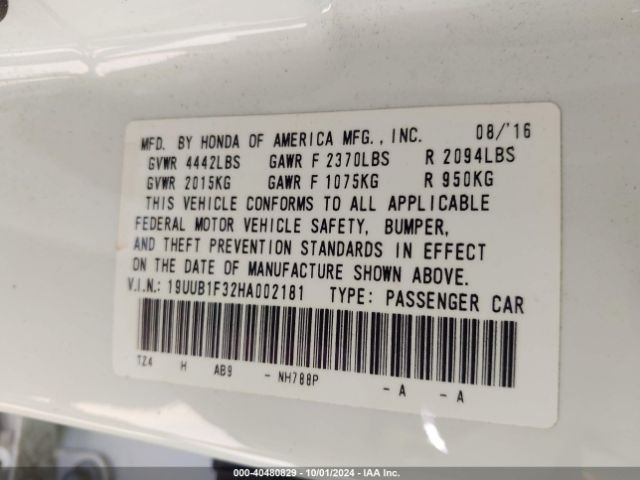 MFD. BY HONDA OF AMERICA MFG., INC. 08/'16
GVWR 4442LBS GAWR F 2370LBS R 2094LBS
GVWR 2015KG GAWR F 1075KG R 950KG
THIS VEHICLE CONFORMS TO ALL APPLICABLE
FEDERAL MOTOR VEHICLE SAFETY, BUMPER,
AND THEFT PREVENTION STANDARDS IN EFFECT
ON THE DATE OF MANUFACTURE SHOWN ABOVE.
V.I.N.: 19UUB1F32HA002181 TYPE: PASSENGER CAR
TZ4 H AB9 - NH788P - A - A
000-40480829 - 10/01/2024 - IAA Inc.